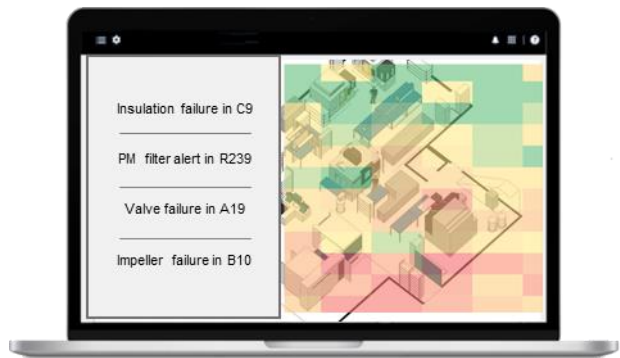 Insulation failure in C9
PM filter alert in R239
Valve failure in A19
Impeller failure in B10